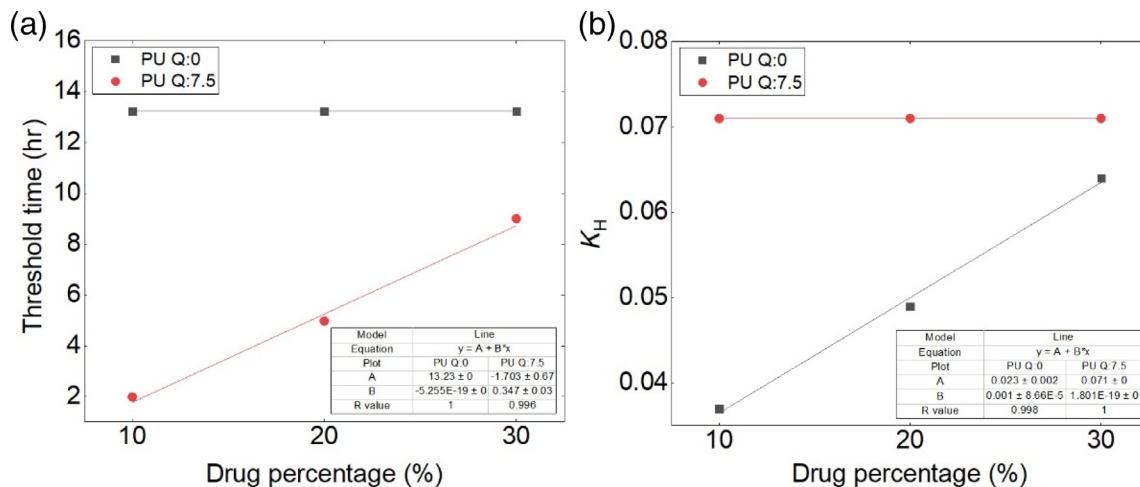 (a)
16
14
12
10
8
6
4
2
Threshold time (hr)
PU Q:0
PU Q:7.5
Model Line
Equation y = A + B*x
Plot PU Q:0 PU Q:7.5
A 13.23 ± 0 -1.703 ± 0.67
B -5.255E-19 ± 0 0.347 ± 0.03
R value 1 0.996
10 20 30
Drug percentage (%)
(b)
0.08
0.07
0.06
0.05
0.04
KH
PU Q:0
PU Q:7.5
Model Line
Equation y = A + B*x
Plot PU Q:0 PU Q:7.5
A 0.023 ± 0.002 0.071 ± 0
B 0.001 ± 8.66E-5 1.801E-19 ± 0
R value 0.998 1
10 20 30
Drug percentage (%)